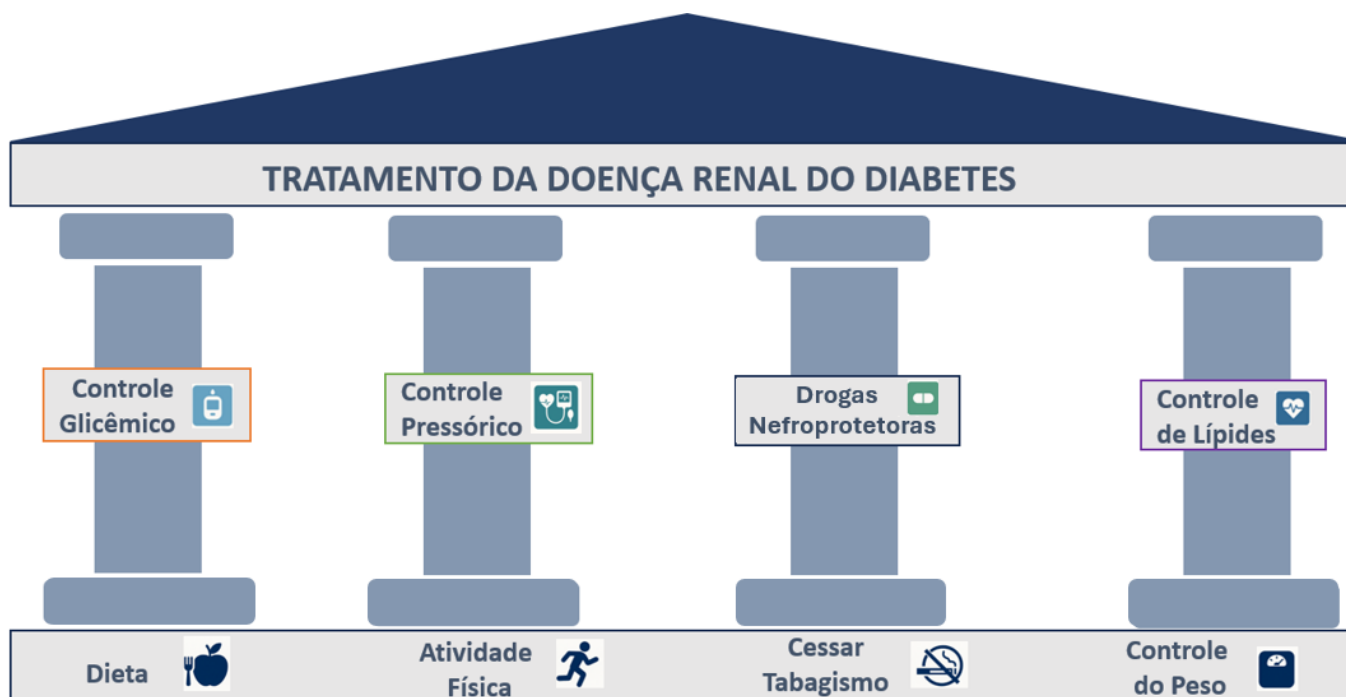 TRATAMENTO DA DOENÇA RENAL DO DIABETES
Controle
Glicêmico
Controle
Pressórico
Drogas
Nefroprotetoras
Controle
de Lípides
Dieta
Atividade
Física
Cessar
Tabagismo
Controle
do Peso